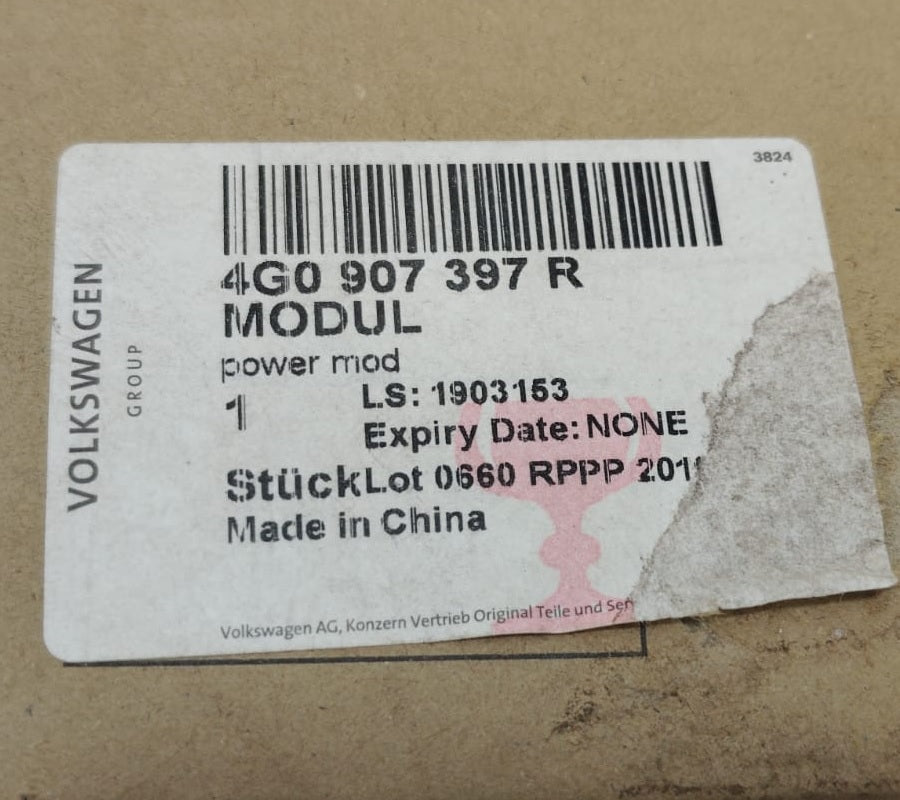 3824
4G0 907 397 R
MODUL
power mod
1 LS: 1903153
Expiry Date: NONE
Stück Lot 0660 RPPP
Made in China
Volkswagen AG, Konzern Vertrieb Original Teile und
VOLKSWAGEN
GROUP